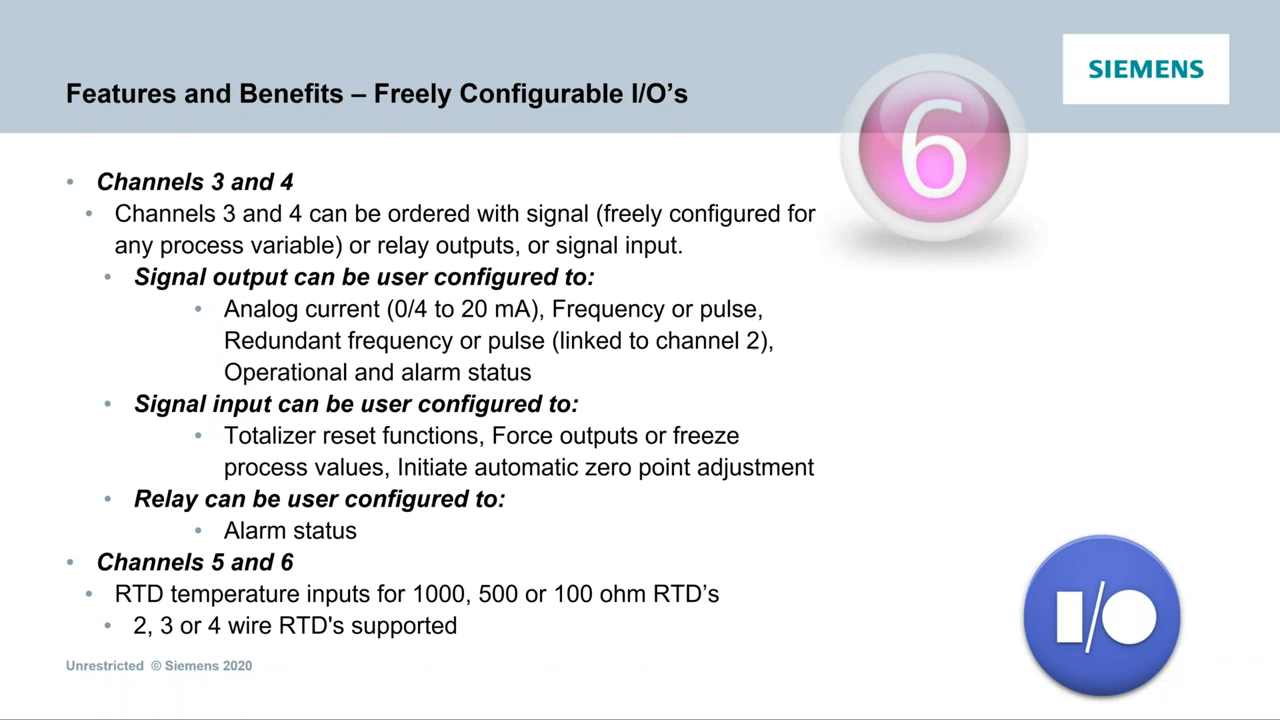 SIEMENS
Features and Benefits – Freely Configurable I/O’s
6
• Channels 3 and 4
• Channels 3 and 4 can be ordered with signal (freely configured for
any process variable) or relay outputs, or signal input.
• Signal output can be user configured to:
• Analog current (0/4 to 20 mA), Frequency or pulse,
Redundant frequency or pulse (linked to channel 2),
Operational and alarm status
• Signal input can be user configured to:
• Totalizer reset functions, Force outputs or freeze
process values, Initiate automatic zero point adjustment
• Relay can be user configured to:
• Alarm status
• Channels 5 and 6
• RTD temperature inputs for 1000, 500 or 100 ohm RTD’s
• 2, 3 or 4 wire RTD's supported
I/O
Unrestricted © Siemens 2020